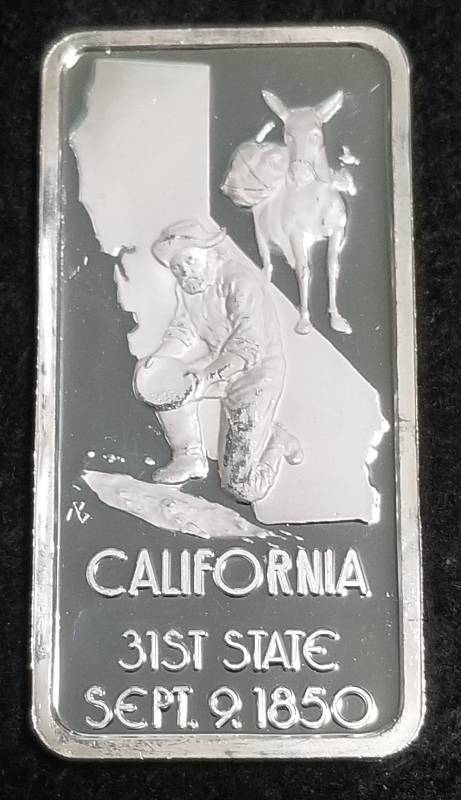 CALIFORNIA
31ST STATE
SEPT. 9. 1850